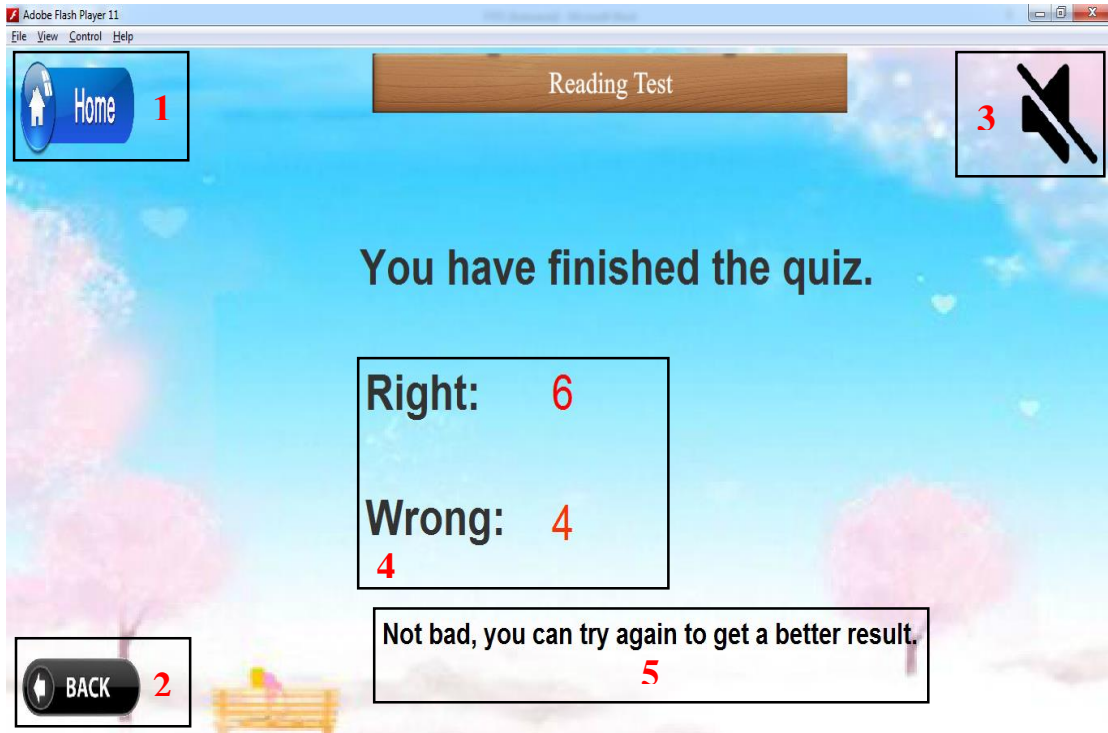 Adobe Flash Player 11
File View Control Help
Home 1
Reading Test
3
You have finished the quiz.
Right: 6
Wrong: 4
4
Not bad, you can try again to get a better result.
5
BACK 2